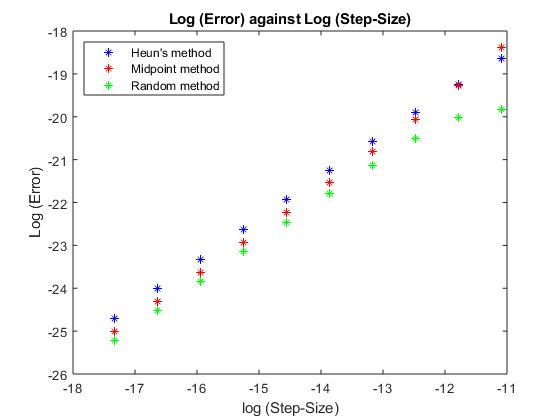 Log (Error) against Log (Step-Size)
Heun's method
Midpoint method
Random method
Log (Error)
-18
-19
-20
-21
-22
-23
-24
-25
-26
-18 -17 -16 -15 -14 -13 -12 -11
log (Step-Size)